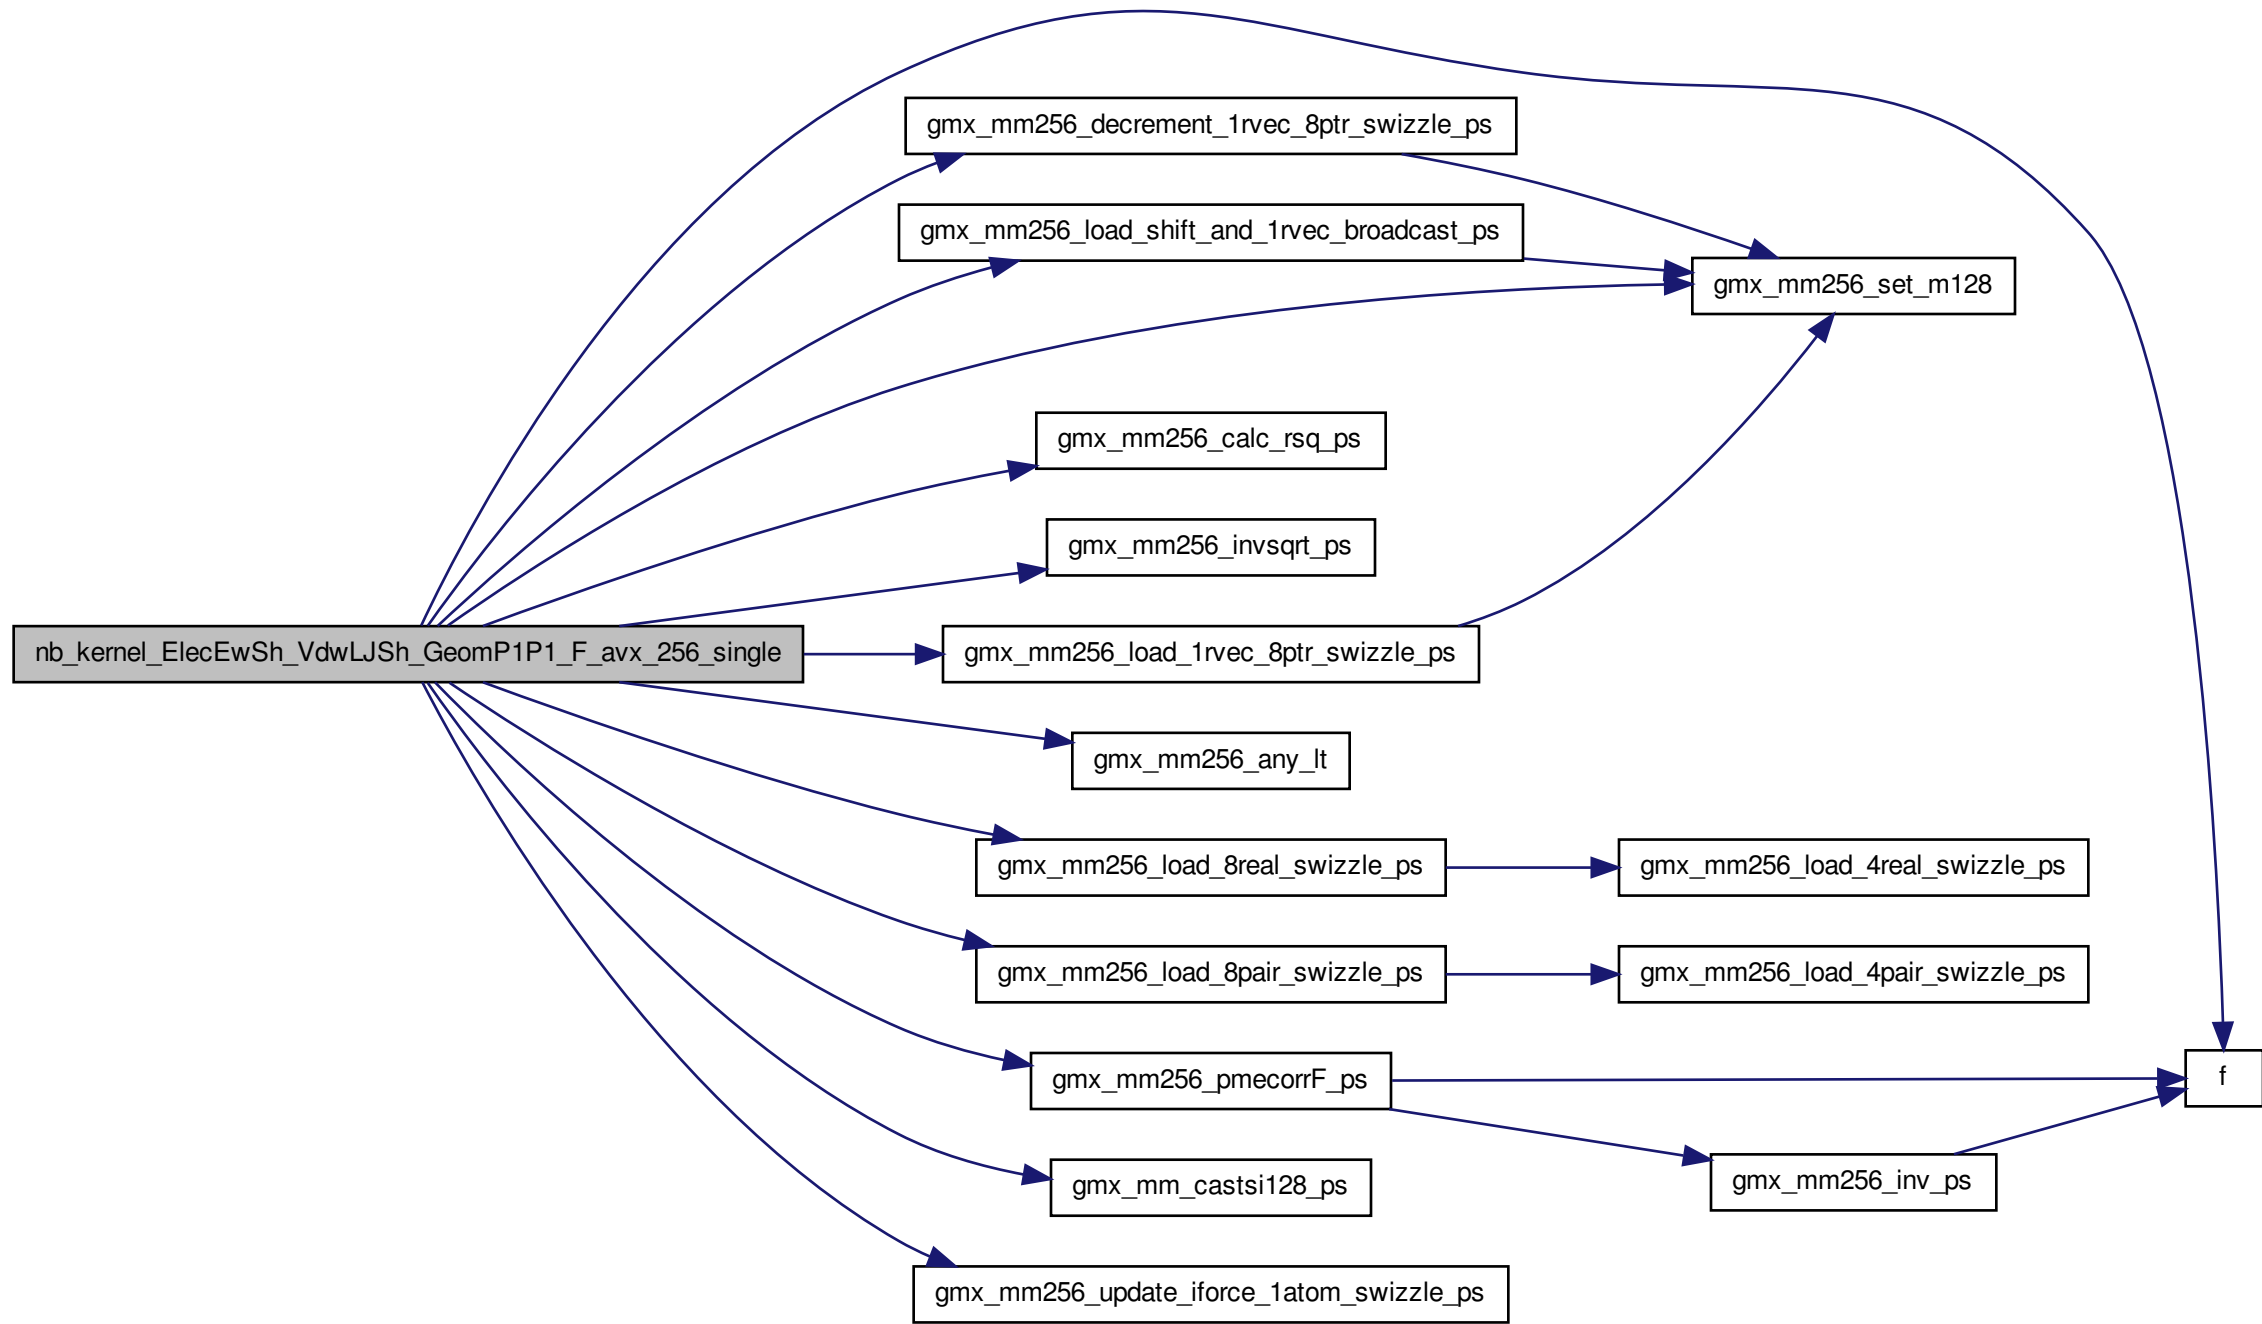 gmx_mm256_decrement_1rvec_8ptr_swizzle_ps
gmx_mm256_load_shift_and_1rvec_broadcast_ps
gmx_mm256_set_m128
gmx_mm256_calc_rsq_ps
gmx_mm256_invsqrt_ps
nb_kernel_ElecEwSh_VdwLJSh_GeomP1P1_F_avx_256_single
gmx_mm256_load_1rvec_8ptr_swizzle_ps
gmx_mm256_any_lt
gmx_mm256_load_8real_swizzle_ps
gmx_mm256_load_4real_swizzle_ps
gmx_mm256_load_8pair_swizzle_ps
gmx_mm256_load_4pair_swizzle_ps
gmx_mm256_pmecorrF_ps
f
gmx_mm_castsi128_ps
gmx_mm256_inv_ps
gmx_mm256_update_iforce_1atom_swizzle_ps